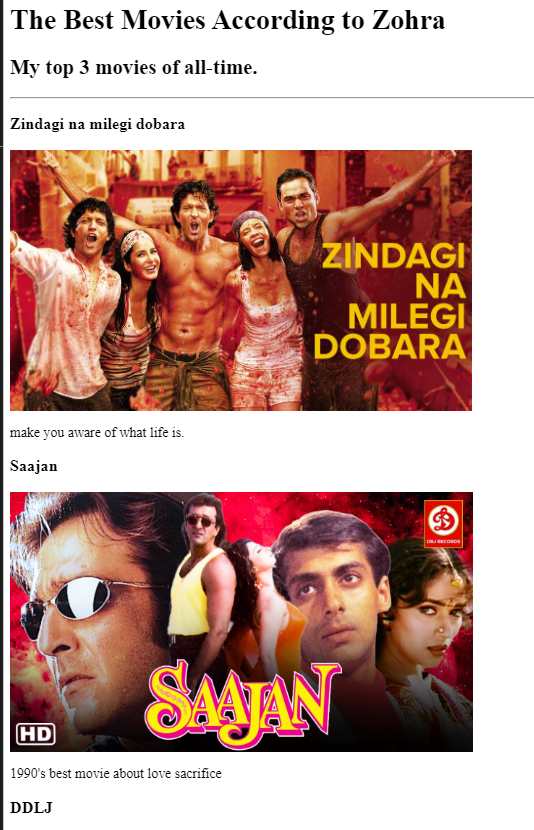 The Best Movies According to Zohra
My top 3 movies of all-time.
Zindagi na milegi dobara
ZINDAGI
NA
MILEGI
DOBARA
make you aware of what life is.
Saajan
DRJ RECORDS
SAAJAN
HD
1990's best movie about love sacrifice
DDLJ